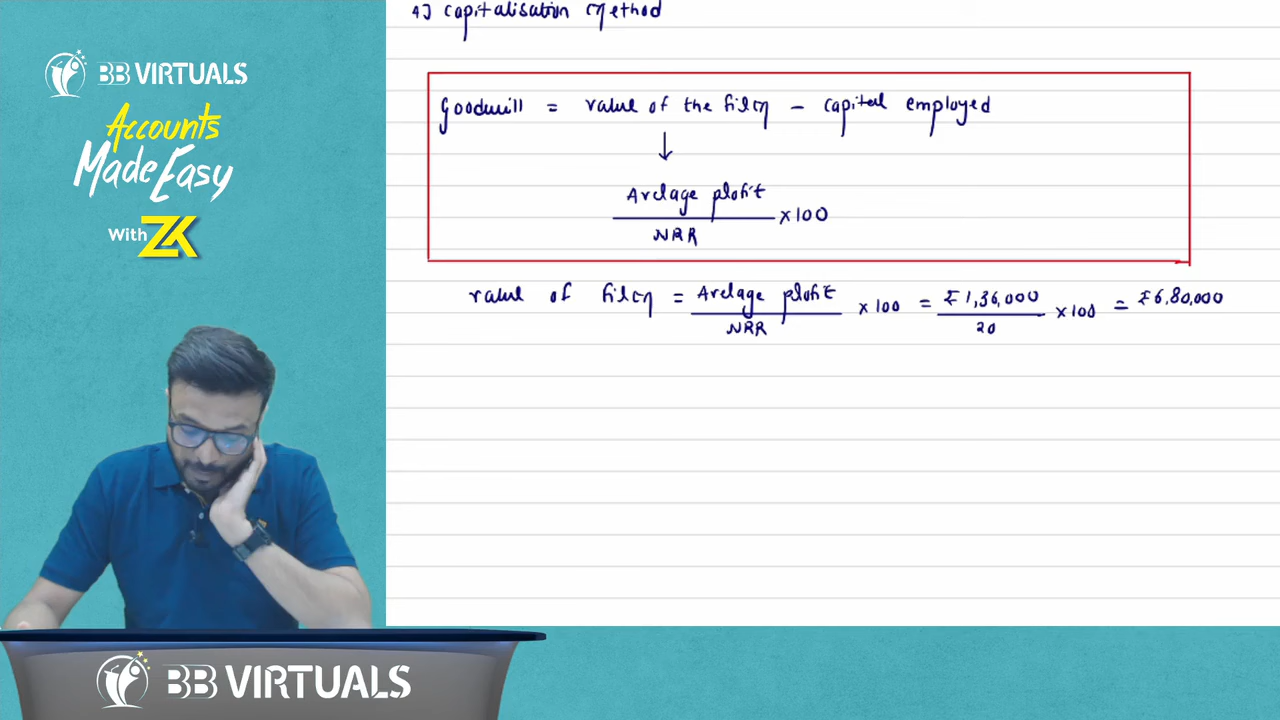 BB VIRTUALS
Accounts
Made Easy
With ZK
4] Capitalisation Method
Goodwill = value of the firm - capital employed
↓
Average profit
NRR
x100
value of firm = Average profit / NRR x 100 = ₹1,36,000 / 20 x 100 = ₹6,80,000
BB VIRTUALS